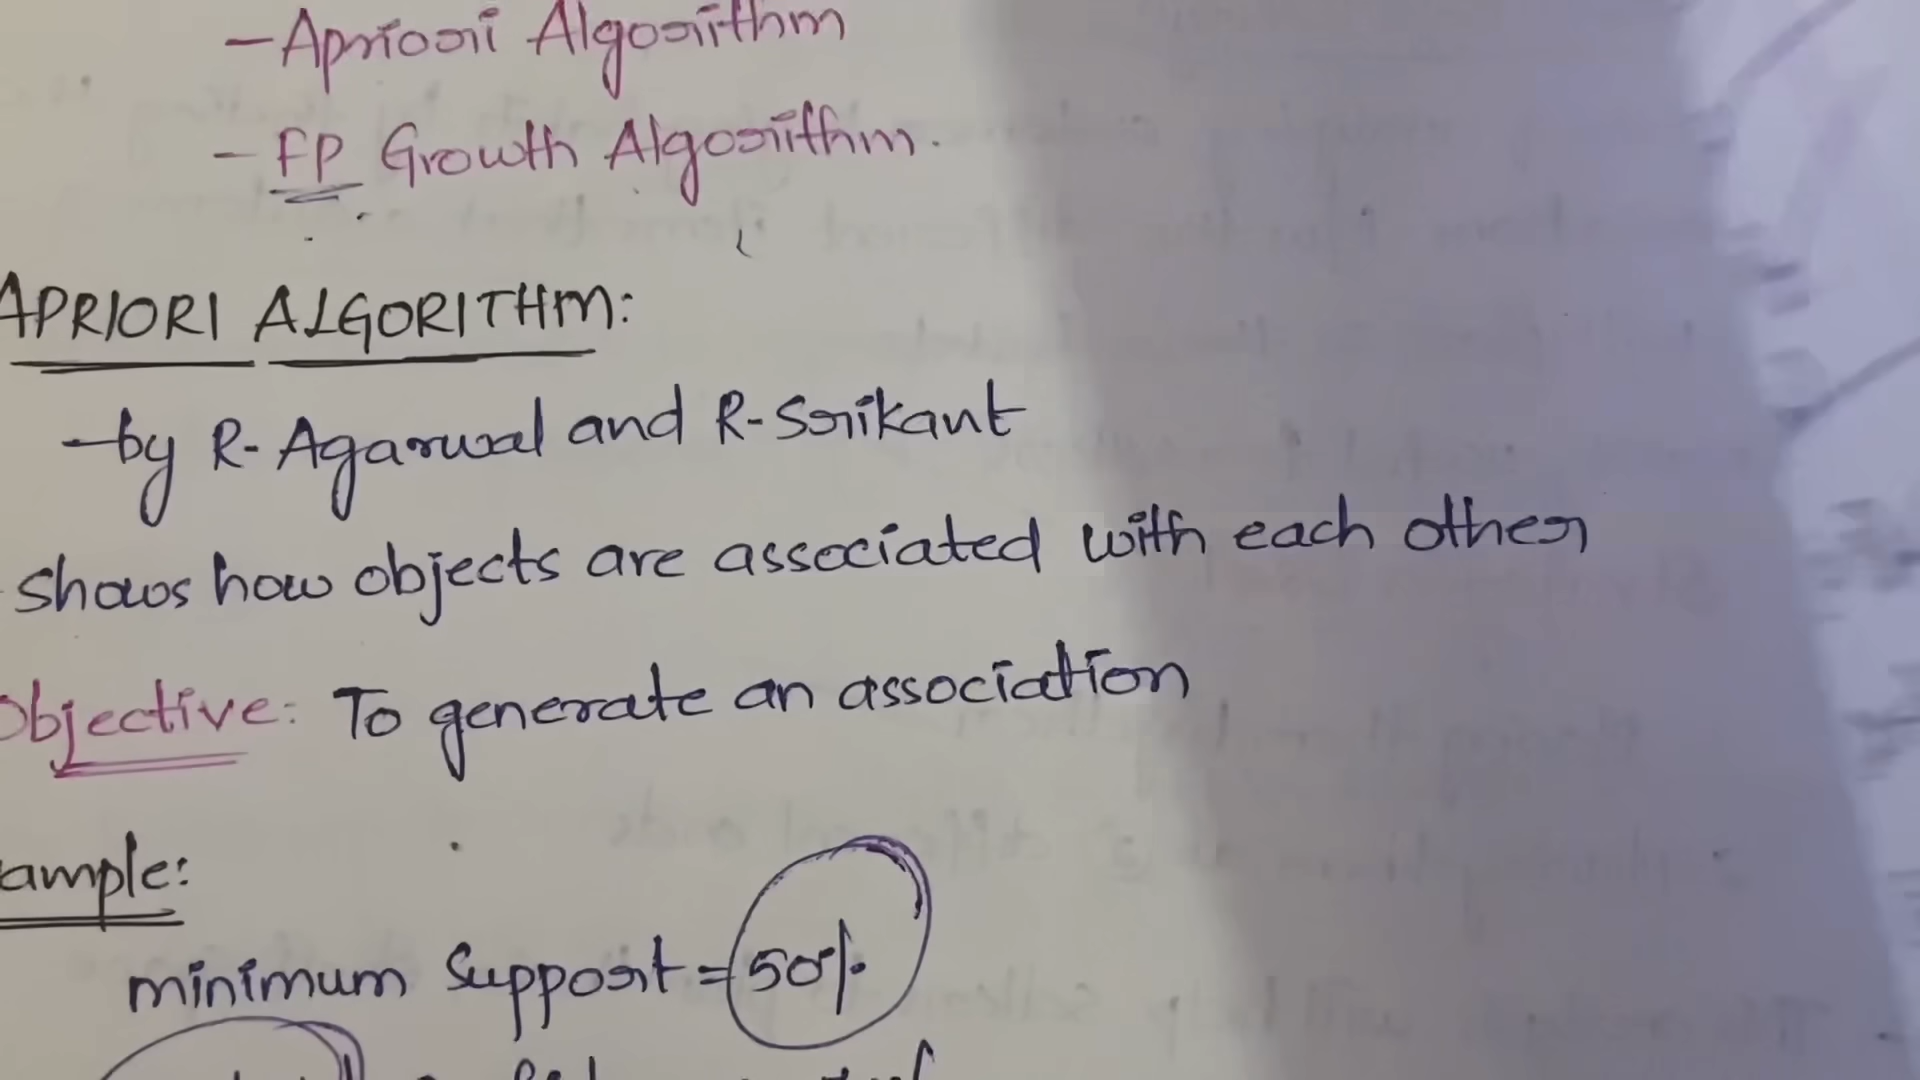 - Apriori Algorithm
- FP Growth Algorithm.
APRIORI ALGORITHM:
- by R. Agarwal and R. Srikant
shows how objects are associated with each other
Objective: To generate an association
ample:
minimum Support = 50%